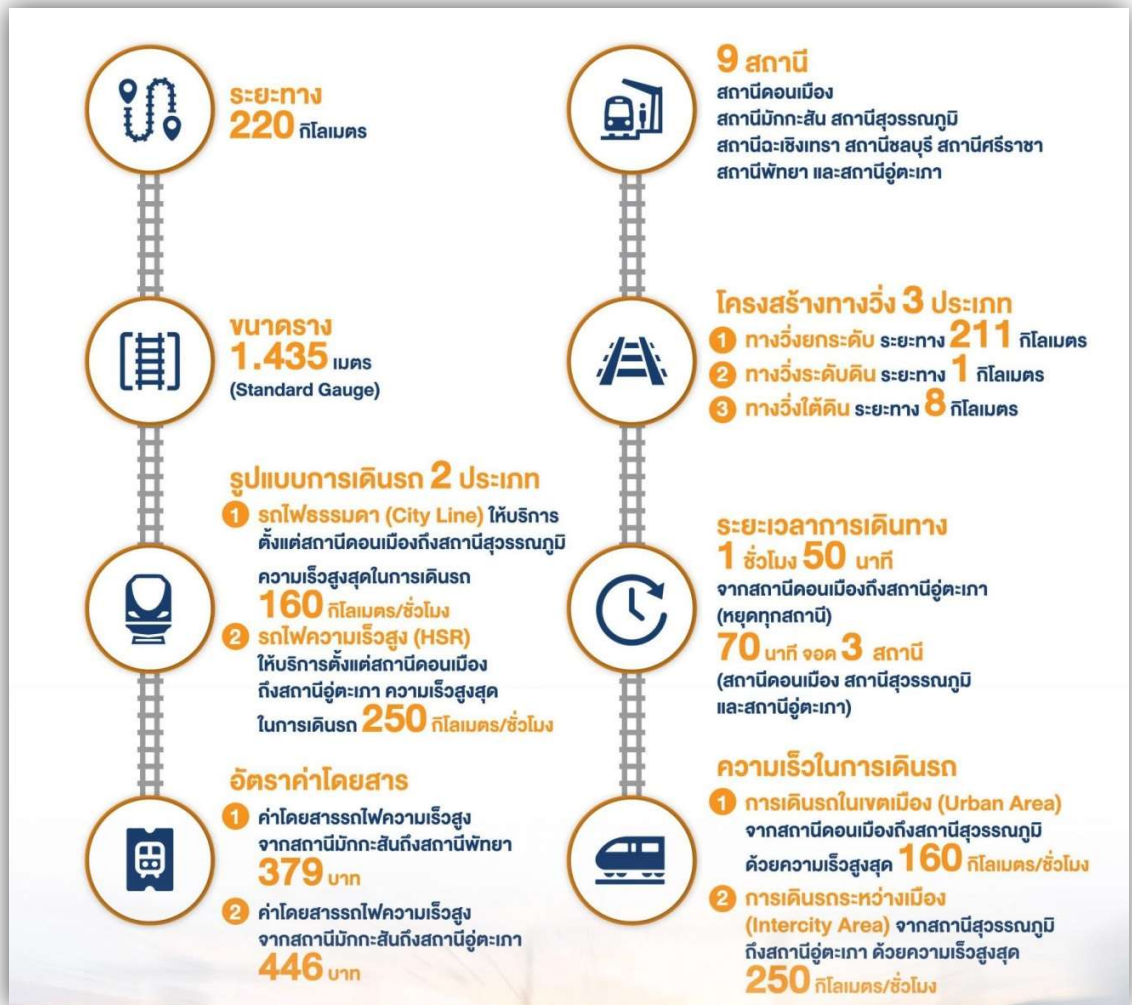 ระยะทาง
220 กิโลเมตร
9 สถานี
สถานีดอนเมือง
สถานีมักกะสัน สถานีสุวรรณภูมิ
สถานีฉะเชิงเทรา สถานีชลบุรี สถานีศรีราชา
สถานีพัทยา และสถานีอู่ตะเภา
ขนาดราง
1.435 เมตร
(Standard Gauge)
โครงสร้างทางวิ่ง 3 ประเภท
1 ทางวิ่งยกระดับ ระยะทาง 211 กิโลเมตร
2 ทางวิ่งระดับดิน ระยะทาง 1 กิโลเมตร
3 ทางวิ่งใต้ดิน ระยะทาง 8 กิโลเมตร
รูปแบบการเดินรถ 2 ประเภท
1 รถไฟธรรมดา (City Line) ให้บริการ
ตั้งแต่สถานีดอนเมืองถึงสถานีสุวรรณภูมิ
ความเร็วสูงสุดในการเดินรถ
160 กิโลเมตร/ชั่วโมง
2 รถไฟความเร็วสูง (HSR)
ให้บริการตั้งแต่สถานีดอนเมือง
ถึงสถานีอู่ตะเภา ความเร็วสูงสุด
ในการเดินรถ 250 กิโลเมตร/ชั่วโมง
ระยะเวลาการเดินทาง
1 ชั่วโมง 50 นาที
จากสถานีดอนเมืองถึงสถานีอู่ตะเภา
(หยุดทุกสถานี)
70 นาที จอด 3 สถานี
(สถานีดอนเมือง สถานีสุวรรณภูมิ
และสถานีอู่ตะเภา)
อัตราค่าโดยสาร
1 ค่าโดยสารรถไฟความเร็วสูง
จากสถานีมักกะสันถึงสถานีพัทยา
379 บาท
2 ค่าโดยสารรถไฟความเร็วสูง
จากสถานีมักกะสันถึงสถานีอู่ตะเภา
446 บาท
ความเร็วในการเดินรถ
1 การเดินรถในเขตเมือง (Urban Area)
จากสถานีดอนเมืองถึงสถานีสุวรรณภูมิ
ด้วยความเร็วสูงสุด 160 กิโลเมตร/ชั่วโมง
2 การเดินรถระหว่างเมือง
(Intercity Area) จากสถานีสุวรรณภูมิ
ถึงสถานีอู่ตะเภา ด้วยความเร็วสูงสุด
250 กิโลเมตร/ชั่วโมง